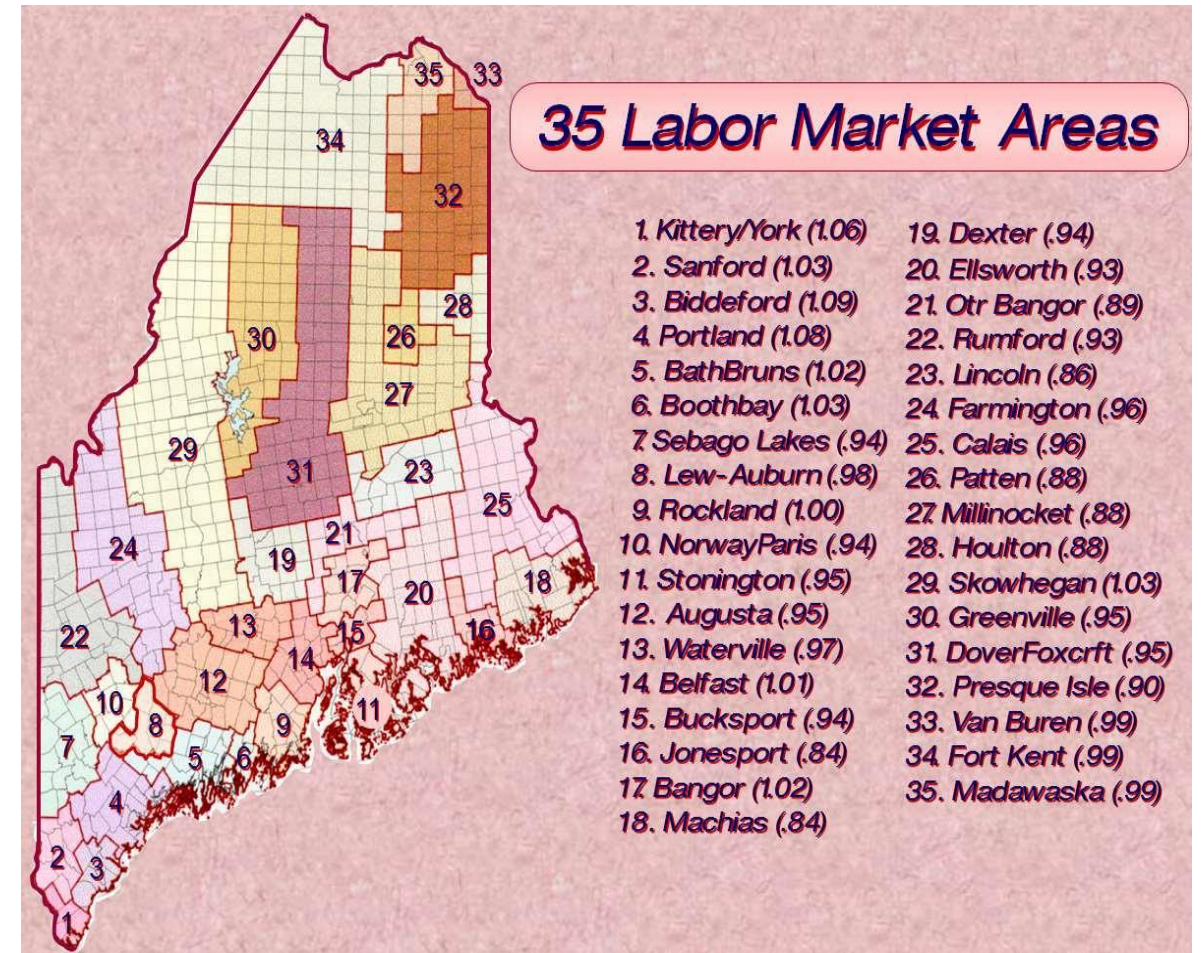 35 Labor Market Areas
1. Kittery/York (1.06)
2. Sanford (1.03)
3. Biddeford (1.09)
4. Portland (1.08)
5. BathBruns (1.02)
6. Boothbay (1.03)
7. Sebago Lakes (.94)
8. Lew-Auburn (.98)
9. Rockland (1.00)
10. NorwayParis (.94)
11. Stonington (.95)
12. Augusta (.95)
13. Waterville (.97)
14. Belfast (1.01)
15. Bucksport (.94)
16. Jonesport (.84)
17. Bangor (1.02)
18. Machias (.84)
19. Dexter (.94)
20. Ellsworth (.93)
21. Otr Bangor (.89)
22. Rumford (.93)
23. Lincoln (.86)
24. Farmington (.96)
25. Calais (.96)
26. Patten (.88)
27. Millinocket (.88)
28. Houlton (.88)
29. Skowhegan (1.03)
30. Greenville (.95)
31. DoverFoxcrft (.95)
32. Presque Isle (.90)
33. Van Buren (.99)
34. Fort Kent (.99)
35. Madawaska (.99)
35
33
34
32
28
30
26
27
29
31
23
25
21
24
19
17
20
18
13
15
16
22
14
12
10
8
9
11
7
5
6
4
2
3
1